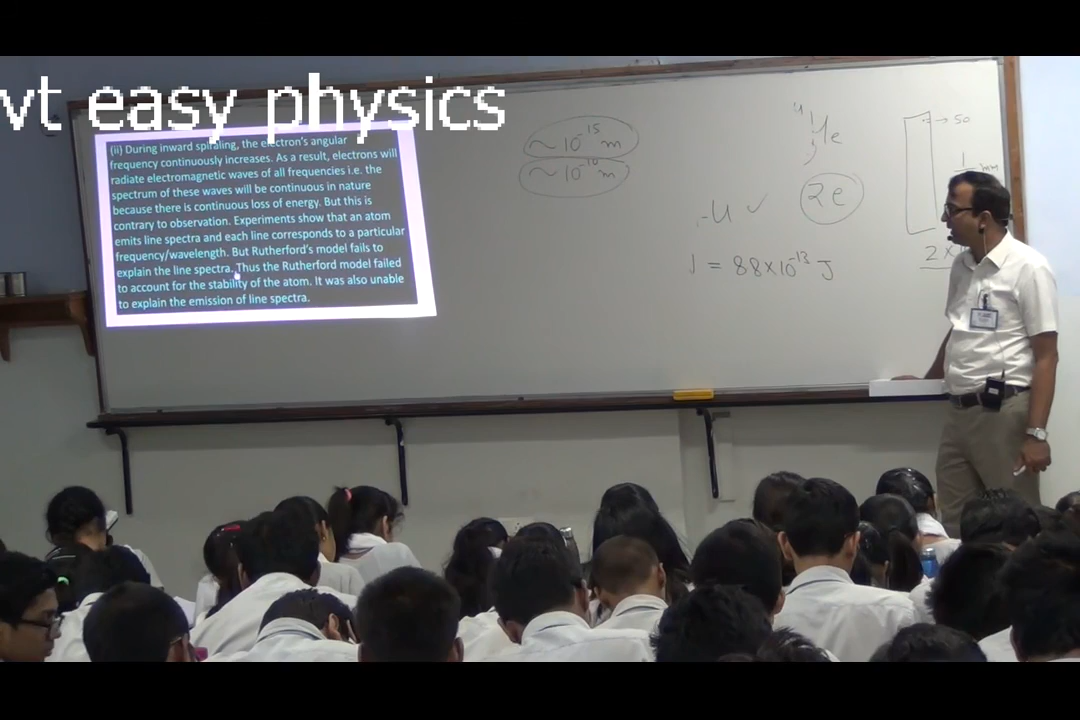 vt easy physics
(ii) During inward spiraling, the electron's angular
frequency continuously increases. As a result, electrons will
radiate electromagnetic waves of all frequencies i.e. the
spectrum of these waves will be continuous in nature
because there is continuous loss of energy. But this is
contrary to observation. Experiments show that an atom
emits line spectra and each line corresponds to a particular
frequency/wavelength. But Rutherford's model fails to
explain the line spectra. Thus the Rutherford model failed
to account for the stability of the atom. It was also unable
to explain the emission of line spectra.
~ 10⁻¹⁵ m
~ 10⁻¹⁰ m
-u ✓
2e
= 88×10⁻¹³ J
→ 50
1
mm
2×